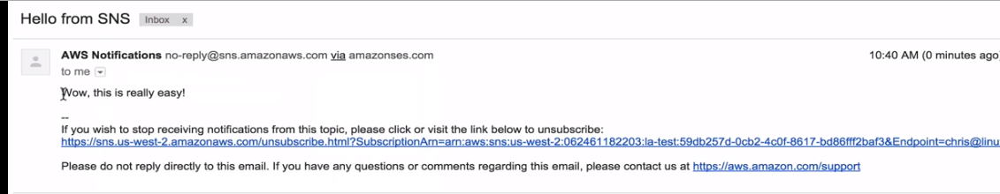 Hello from SNS Inbox x
AWS Notifications no-reply@sns.amazonaws.com via amazonses.com 10:40 AM (0 minutes ago)
to me
Wow, this is really easy!
--
If you wish to stop receiving notifications from this topic, please click or visit the link below to unsubscribe:
https://sns.us-west-2.amazonaws.com/unsubscribe.html?SubscriptionArn=arn:aws:sns:us-west-2:062461182203:la-test:59db257d-0cb2-4c0f-8617-bd86fff2baf3&Endpoint=chris@linu
Please do not reply directly to this email. If you have any questions or comments regarding this email, please contact us at https://aws.amazon.com/support